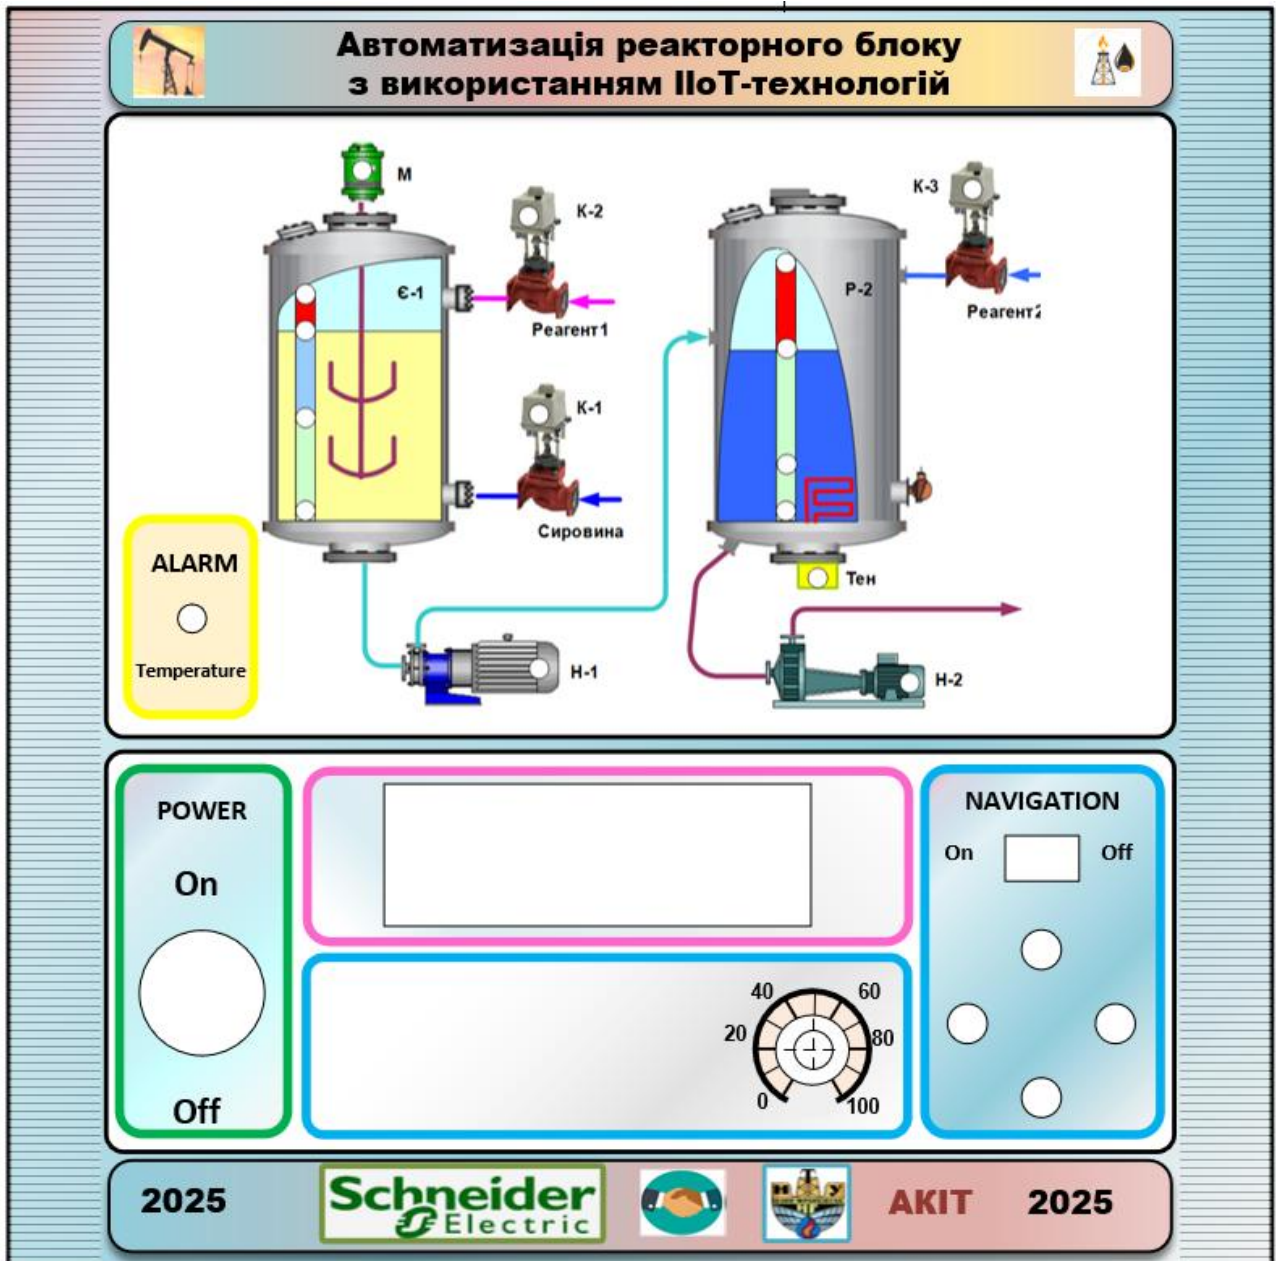 Автоматизація реакторного блоку
з використанням ІІоТ-технологій
М
К-2
Є-1
Реагент1
К-1
Сировина
К-3
Р-2
Реагент2
Тен
Н-1
Н-2
ALARM
Temperature
POWER
On
Off
40
60
20
80
0
100
NAVIGATION
On
Off
2025
Schneider
Electric
Н Т У
АКІТ
2025